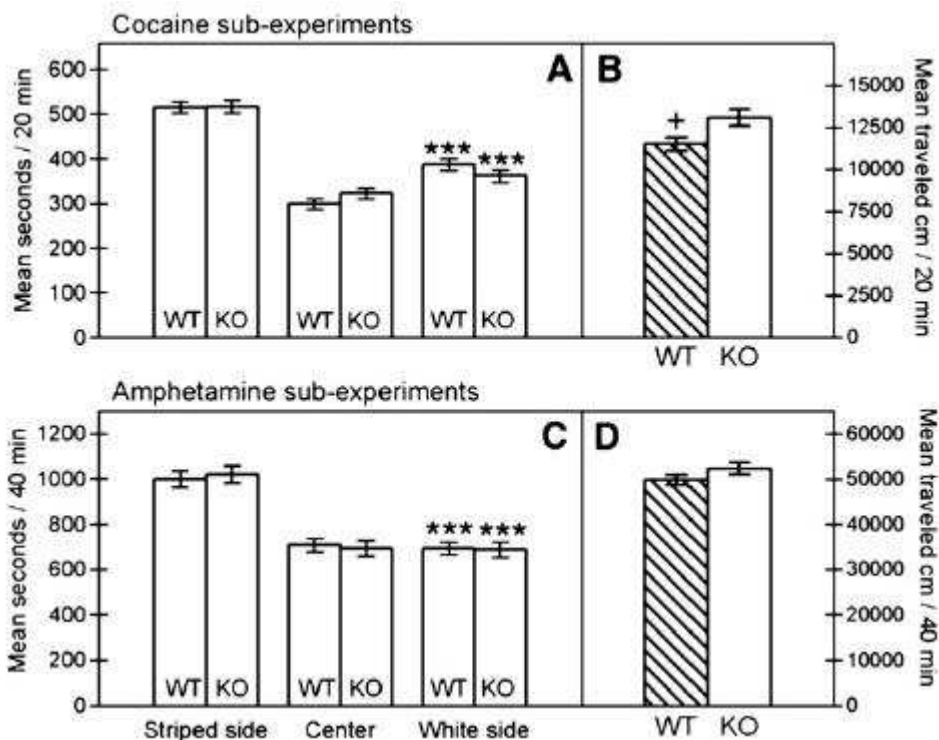 Cocaine sub-experiments
A
B
Mean seconds / 20 min
600
500
400
300
200
100
0
*** ***
+
WT KO
WT KO
WT KO
WT KO
15000
12500
10000
7500
5000
2500
0
Mean traveled cm / 20 min
Amphetamine sub-experiments
C
D
Mean seconds / 40 min
1200
1000
800
600
400
200
0
*** ***
WT KO
WT KO
WT KO
Striped side
Center
White side
WT KO
60000
50000
40000
30000
20000
10000
0
Mean traveled cm / 40 min